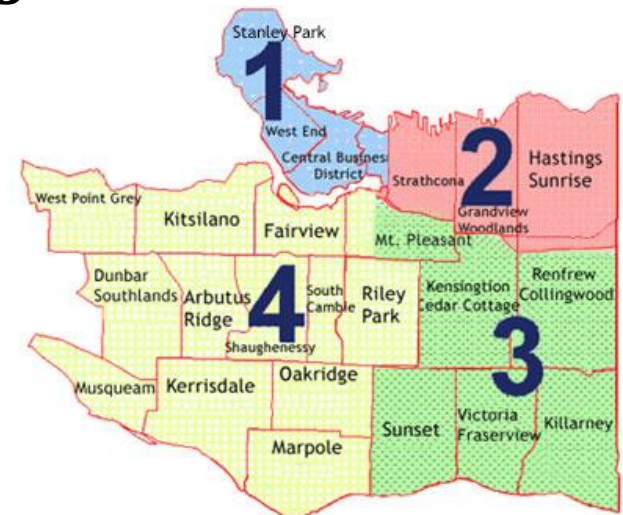 Stanley Park
1
West End
Central Busines
District
2
Strathcona
Hastings
Sunrise
Grandview
Woodlands
West Point Grey
Kitsilano
Fairview
Mt. Pleasant
Dunbar
Southlands
Arbutus
Ridge
4
South
Cambie
Riley
Park
Kensingtion
Cedar Cottage
Renfrew
Collingwood
3
Shaughenessy
Musqueam
Kerrisdale
Oakridge
Sunset
Victoria
Fraserview
Killarney
Marpole